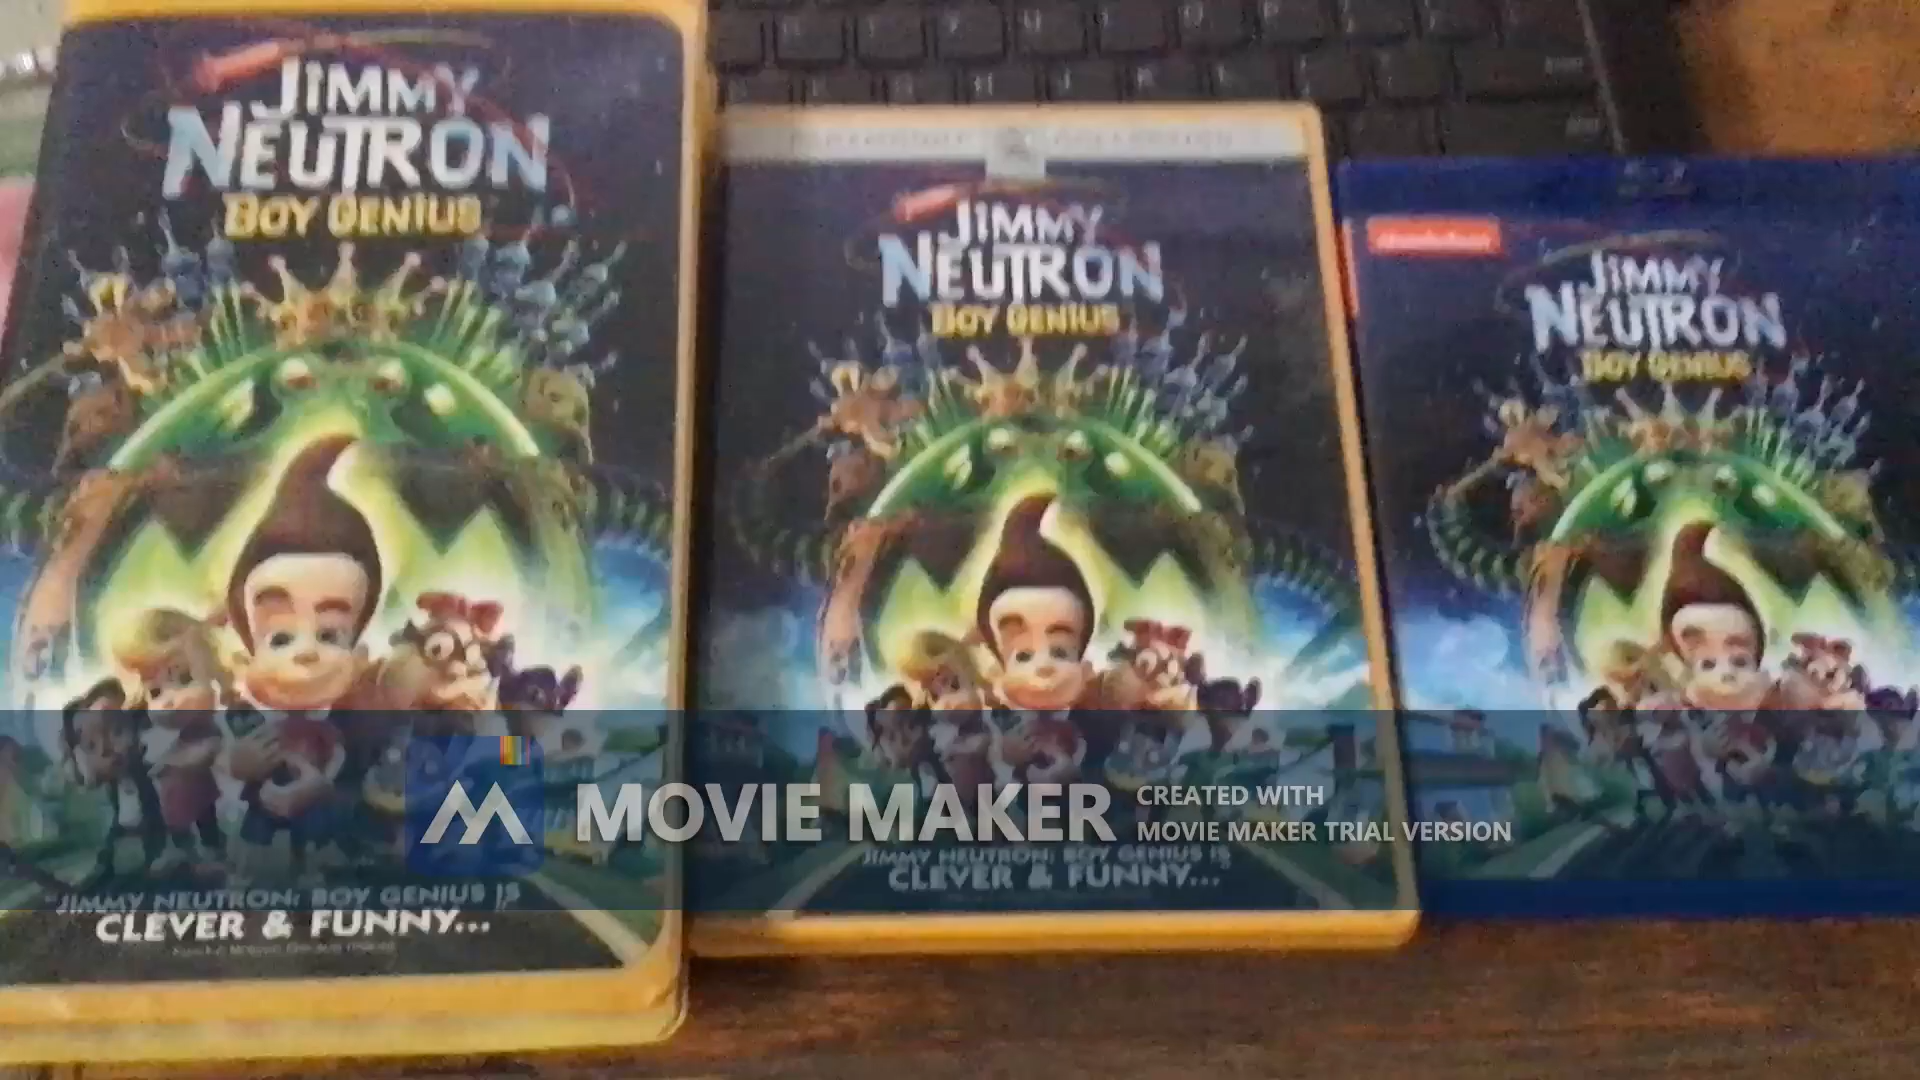 JIMMY
NEUTRON
BOY GENIUS
"JIMMY NEUTRON: BOY GENIUS IS
CLEVER & FUNNY...
JIMMY
NEUTRON
BOY GENIUS
JIMMY NEUTRON: BOY GENIUS IS
CLEVER & FUNNY..."
nickelodeon
JIMMY
NEUTRON
BOY GENIUS
MOVIE MAKER
CREATED WITH
MOVIE MAKER TRIAL VERSION